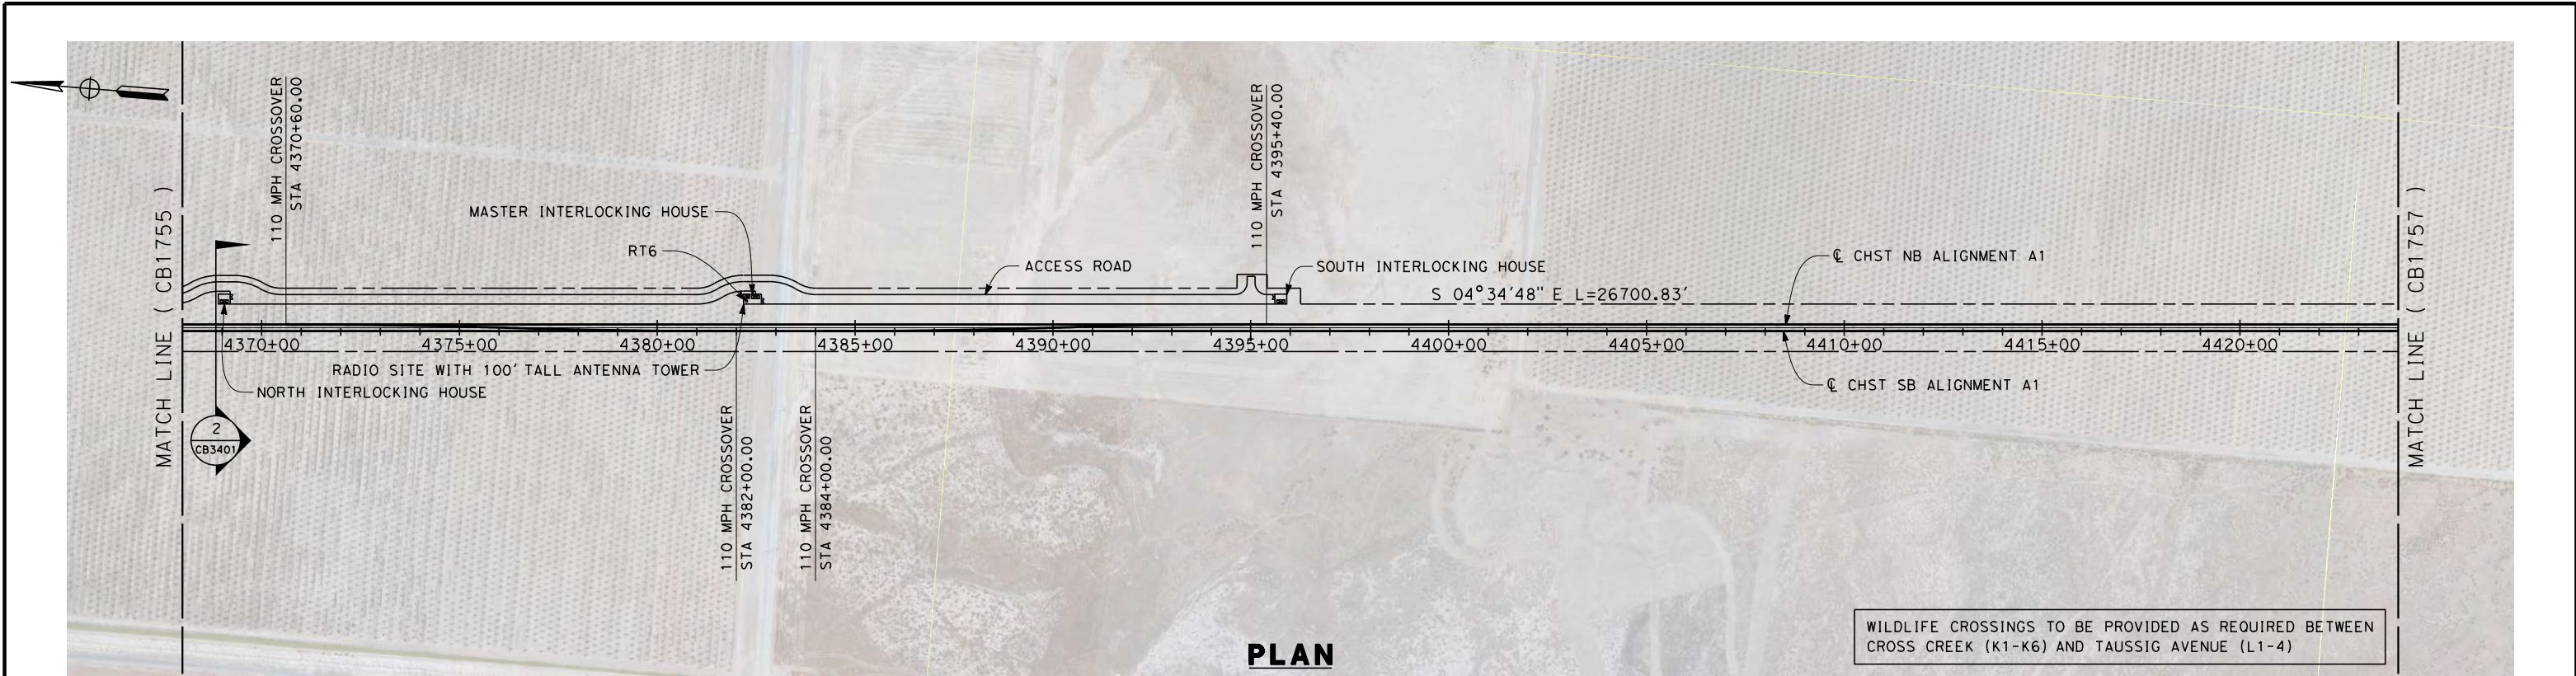 MATCH LINE ( CB1755 )
110 MPH CROSSOVER
STA 4370+60.00
MASTER INTERLOCKING HOUSE
RT6
ACCESS ROAD
110 MPH CROSSOVER
STA 4395+40.00
SOUTH INTERLOCKING HOUSE
S 04°34'48" E L=26700.83'
℄ CHST NB ALIGNMENT A1
MATCH LINE ( CB1757 )
4370+00
4375+00
4380+00
4385+00
4390+00
4395+00
4400+00
4405+00
4410+00
4415+00
4420+00
RADIO SITE WITH 100' TALL ANTENNA TOWER
NORTH INTERLOCKING HOUSE
℄ CHST SB ALIGNMENT A1
2
CB3401
110 MPH CROSSOVER
STA 4382+00.00
110 MPH CROSSOVER
STA 4384+00.00
WILDLIFE CROSSINGS TO BE PROVIDED AS REQUIRED BETWEEN
CROSS CREEK (K1-K6) AND TAUSSIG AVENUE (L1-4)
PLAN